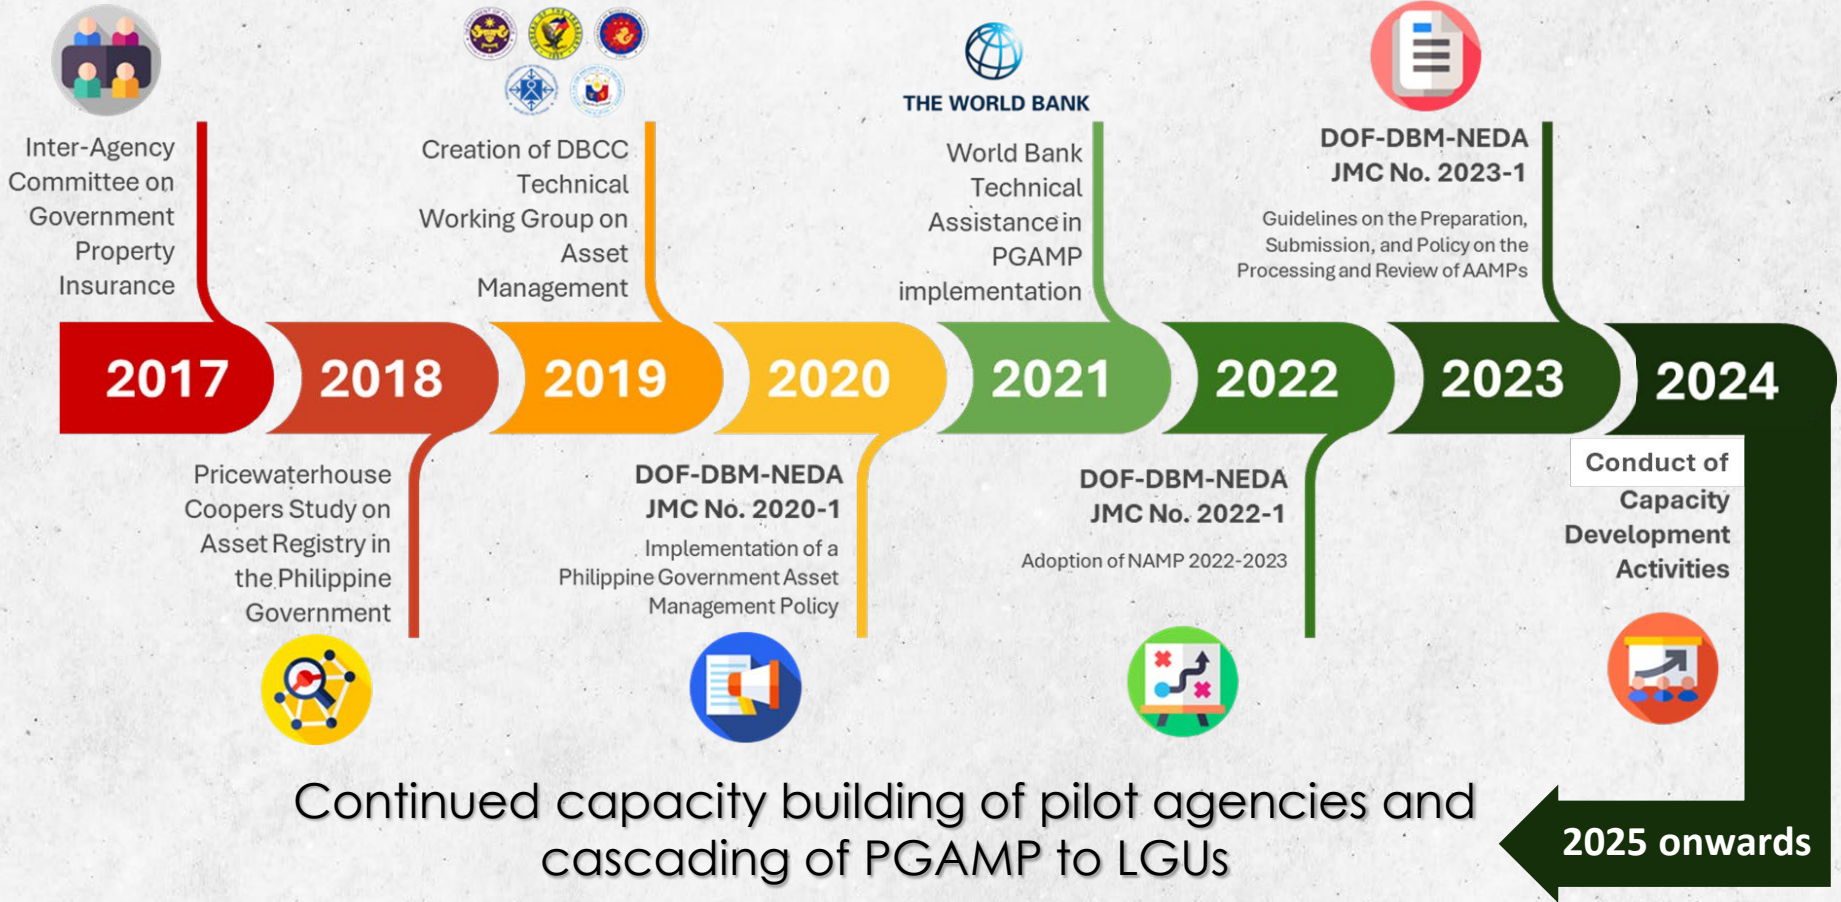 Inter-Agency
Committee on
Government
Property
Insurance
Creation of DBCC
Technical
Working Group on
Asset
Management
THE WORLD BANK
World Bank
Technical
Assistance in
PGAMP
implementation
DOF-DBM-NEDA
JMC No. 2023-1
Guidelines on the Preparation,
Submission, and Policy on the
Processing and Review of AAMPs
2017
2018
2019
2020
2021
2022
2023
2024
Pricewaterhouse
Coopers Study on
Asset Registry in
the Philippine
Government
DOF-DBM-NEDA
JMC No. 2020-1
Implementation of a
Philippine Government Asset
Management Policy
DOF-DBM-NEDA
JMC No. 2022-1
Adoption of NAMP 2022-2023
Conduct of
Capacity
Development
Activities
Continued capacity building of pilot agencies and
cascading of PGAMP to LGUs
2025 onwards